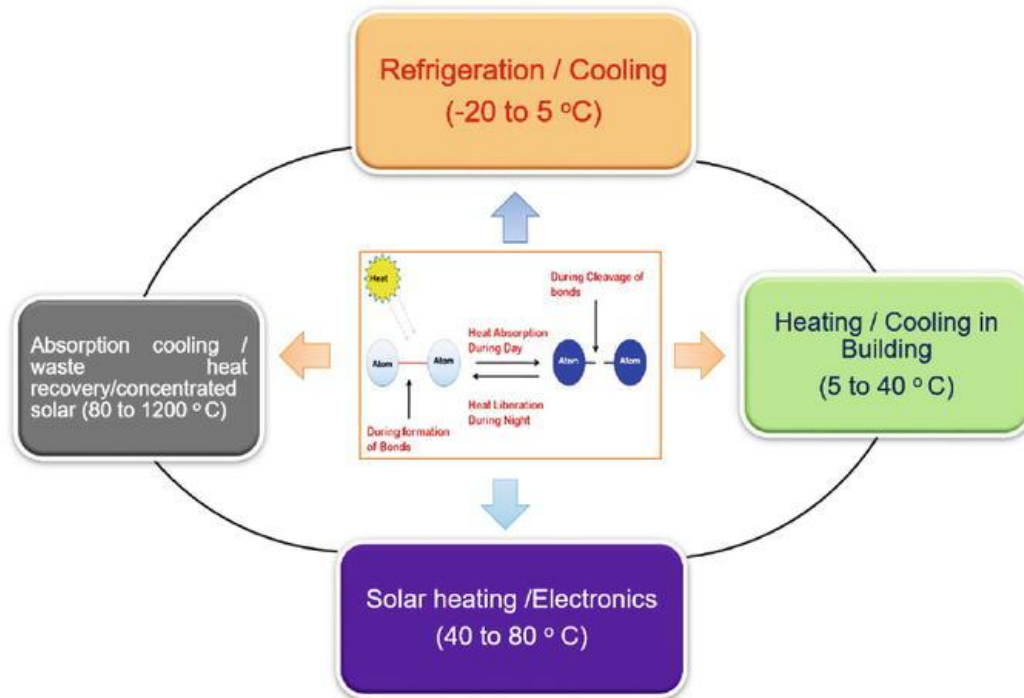 Refrigeration / Cooling
(-20 to 5 °C)
Heat
During Cleavage of
bonds
Atom
Atom
Heat Absorption
During Day
Atom
Atom
Heat Liberation
During Night
During formation
of Bonds
Absorption cooling /
waste heat
recovery/concentrated
solar (80 to 1200 °C)
Heating / Cooling in
Building
(5 to 40 °C)
Solar heating /Electronics
(40 to 80 ° C)